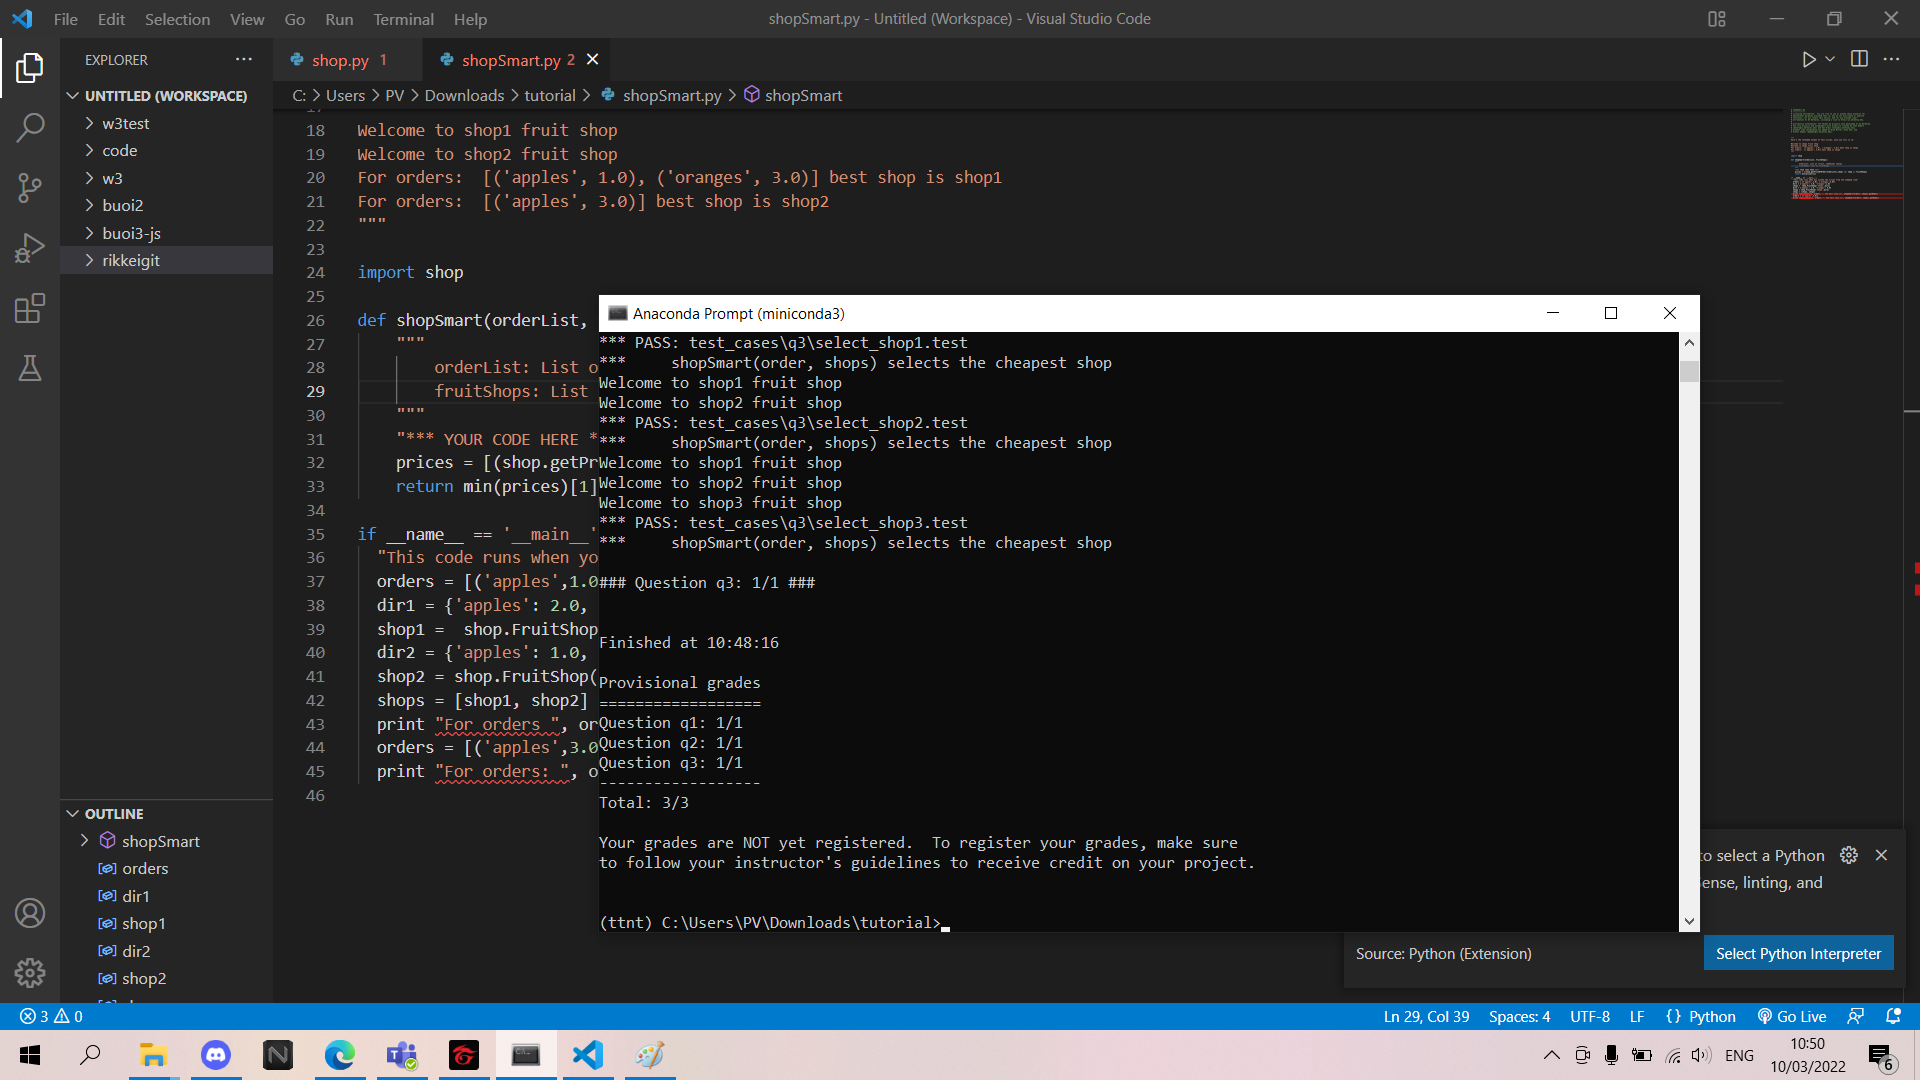 File Edit Selection View Go Run Terminal Help
shopSmart.py - Untitled (Workspace) - Visual Studio Code
EXPLORER
shop.py 1
shopSmart.py 2
UNTITLED (WORKSPACE)
w3test
code
w3
buoi2
buoi3-js
rikkeigit
C: > Users > PV > Downloads > tutorial > shopSmart.py > shopSmart
18 Welcome to shop1 fruit shop
19 Welcome to shop2 fruit shop
20 For orders:  [('apples', 1.0), ('oranges', 3.0)] best shop is shop1
21 For orders:  [('apples', 3.0)] best shop is shop2
22 """
23
24 import shop
25
26 def shopSmart(orderList,
27 """
28 orderList: List o
29 fruitShops: List
30 """
31 "*** YOUR CODE HERE *
32 prices = [(shop.getPr
33 return min(prices)[1]
34
35 if __name__ == '__main__'
36 "This code runs when yo
37 orders = [('apples',1.0
38 dir1 = {'apples': 2.0,
39 shop1 =  shop.FruitShop
40 dir2 = {'apples': 1.0,
41 shop2 = shop.FruitShop(
42 shops = [shop1, shop2]
43 print "For orders ", or
44 orders = [('apples',3.0
45 print "For orders: ", o
46
Anaconda Prompt (miniconda3)
*** PASS: test_cases\q3\select_shop1.test
***     shopSmart(order, shops) selects the cheapest shop
Welcome to shop1 fruit shop
Welcome to shop2 fruit shop
*** PASS: test_cases\q3\select_shop2.test
***     shopSmart(order, shops) selects the cheapest shop
Welcome to shop1 fruit shop
Welcome to shop2 fruit shop
Welcome to shop3 fruit shop
*** PASS: test_cases\q3\select_shop3.test
***     shopSmart(order, shops) selects the cheapest shop
### Question q3: 1/1 ###
Finished at 10:48:16
Provisional grades
==================
Question q1: 1/1
Question q2: 1/1
Question q3: 1/1
------------------
Total: 3/3
Your grades are NOT yet registered.  To register your grades, make sure
to follow your instructor's guidelines to receive credit on your project.
(ttnt) C:\Users\PV\Downloads\tutorial>
OUTLINE
shopSmart
orders
dir1
shop1
dir2
shop2
to select a Python
ense, linting, and
Source: Python (Extension)
Select Python Interpreter
3 0
Ln 29, Col 39 Spaces: 4 UTF-8 LF {} Python Go Live
ENG
10:50
10/03/2022
6